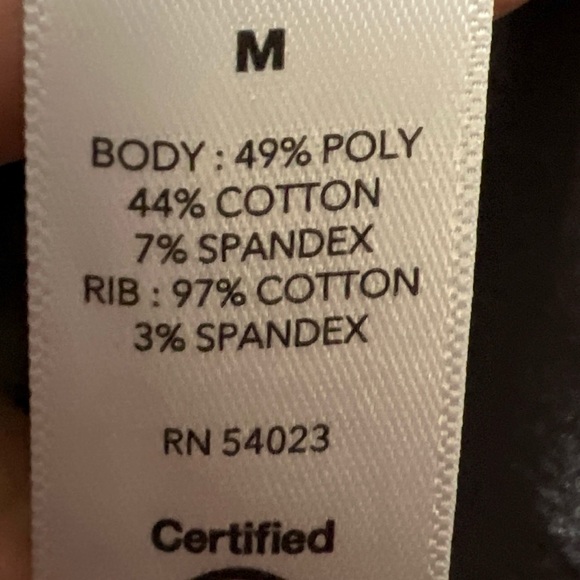 M
BODY : 49% POLY
44% COTTON
7% SPANDEX
RIB : 97% COTTON
3% SPANDEX
RN 54023
Certified